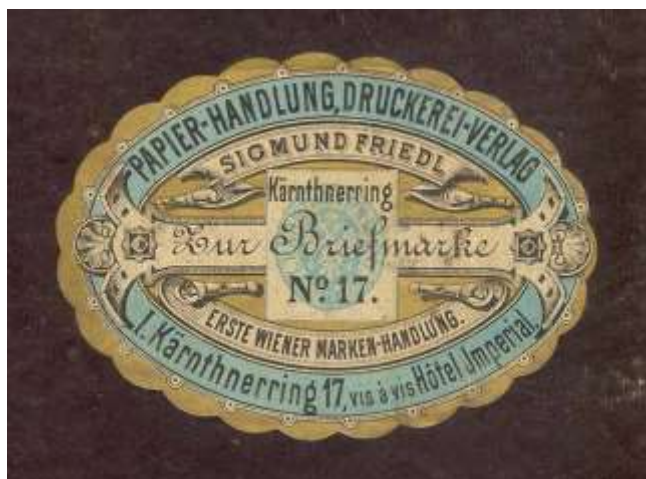 PAPIER-HANDLUNG, DRUCKEREI-VERLAG
SIGMUND FRIEDL
Kärnthnerring
Zur Briefmarke
No. 17.
ERSTE WIENER MARKEN-HANDLUNG.
I. Kärnthnerring 17, vis à vis Hôtel Imperial.